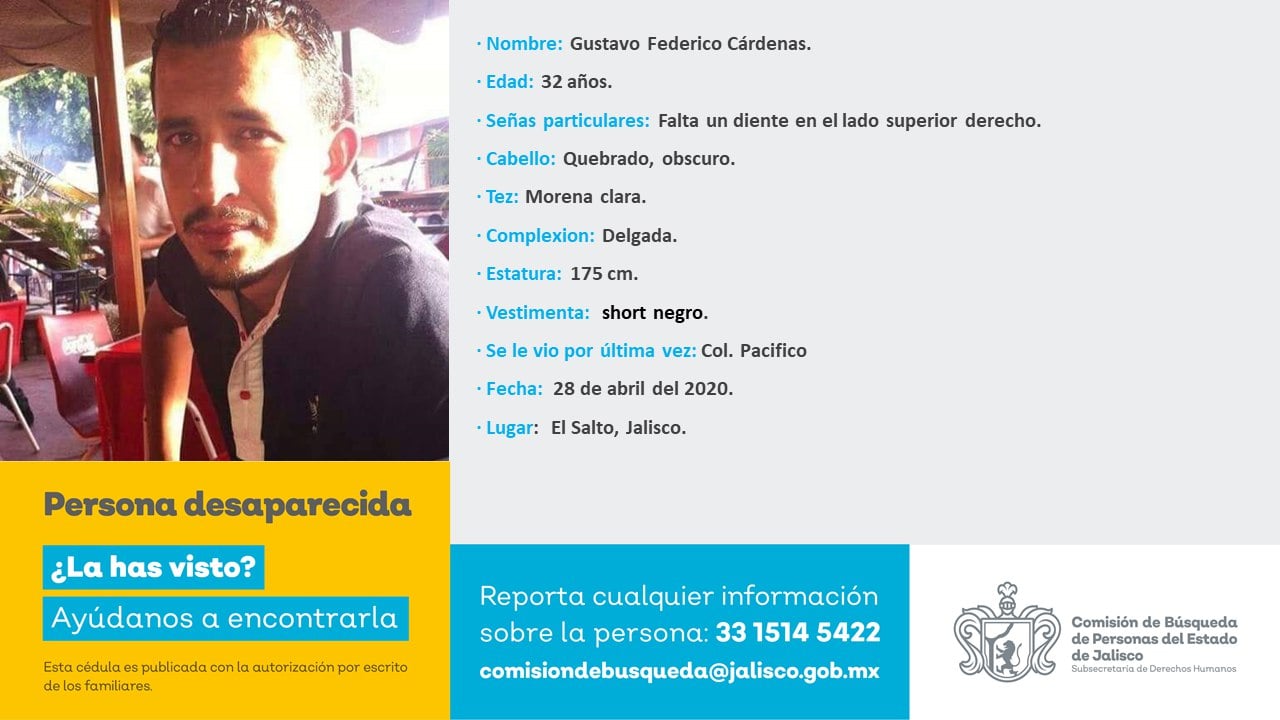 · Nombre: Gustavo Federico Cárdenas.
· Edad: 32 años.
· Señas particulares: Falta un diente en el lado superior derecho.
· Cabello: Quebrado, obscuro.
· Tez: Morena clara.
· Complexion: Delgada.
· Estatura: 175 cm.
· Vestimenta: short negro.
· Se le vio por última vez: Col. Pacifico
· Fecha: 28 de abril del 2020.
· Lugar: El Salto, Jalisco.
Persona desaparecida
¿La has visto?
Ayúdanos a encontrarla
Esta cédula es publicada con la autorización por escrito
de los familiares.
Reporta cualquier información
sobre la persona: 33 1514 5422
comisiondebusqueda@jalisco.gob.mx
Comisión de Búsqueda
de Personas del Estado
de Jalisco
Subsecretaría de Derechos Humanos